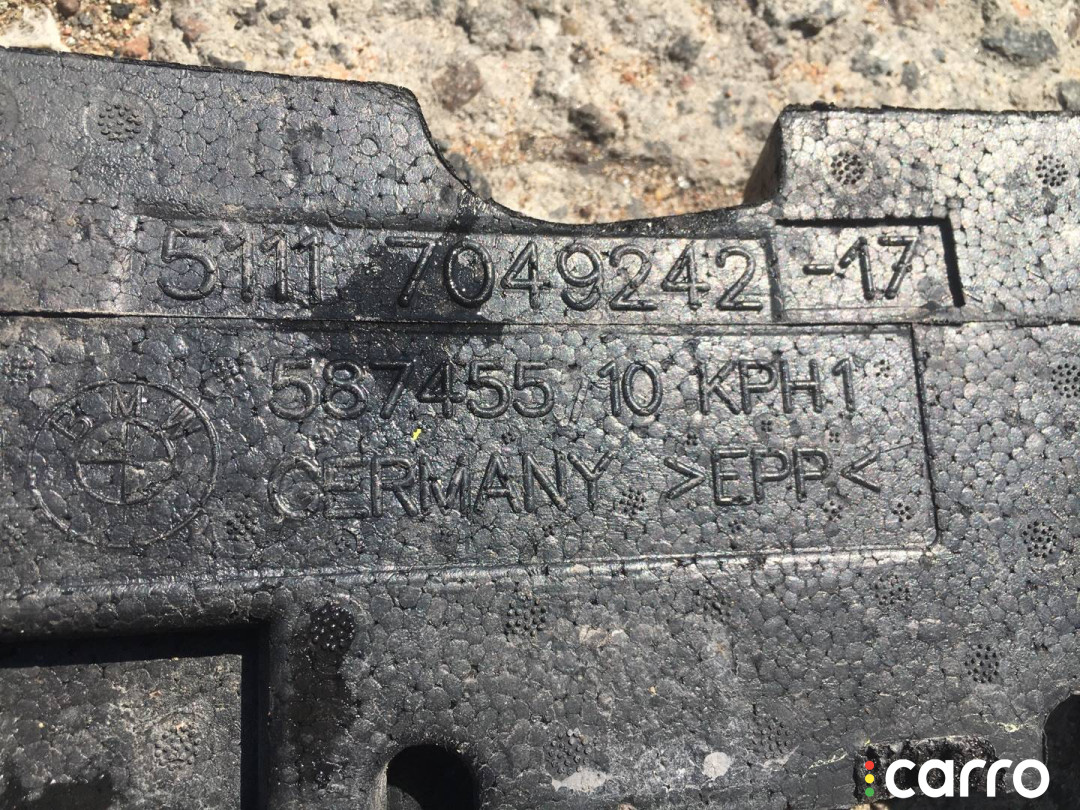 5111 7049242 -17
587455/10 KPH1
BMW
GERMANY >EPP<
carro